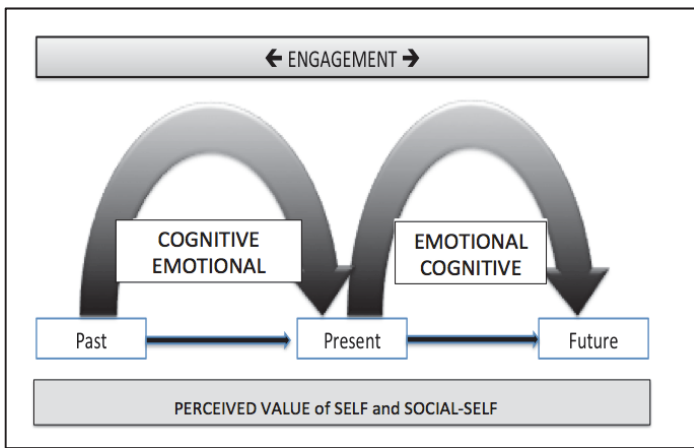 ← ENGAGEMENT →
COGNITIVE
EMOTIONAL
EMOTIONAL
COGNITIVE
Past
Present
Future
PERCEIVED VALUE of SELF and SOCIAL-SELF